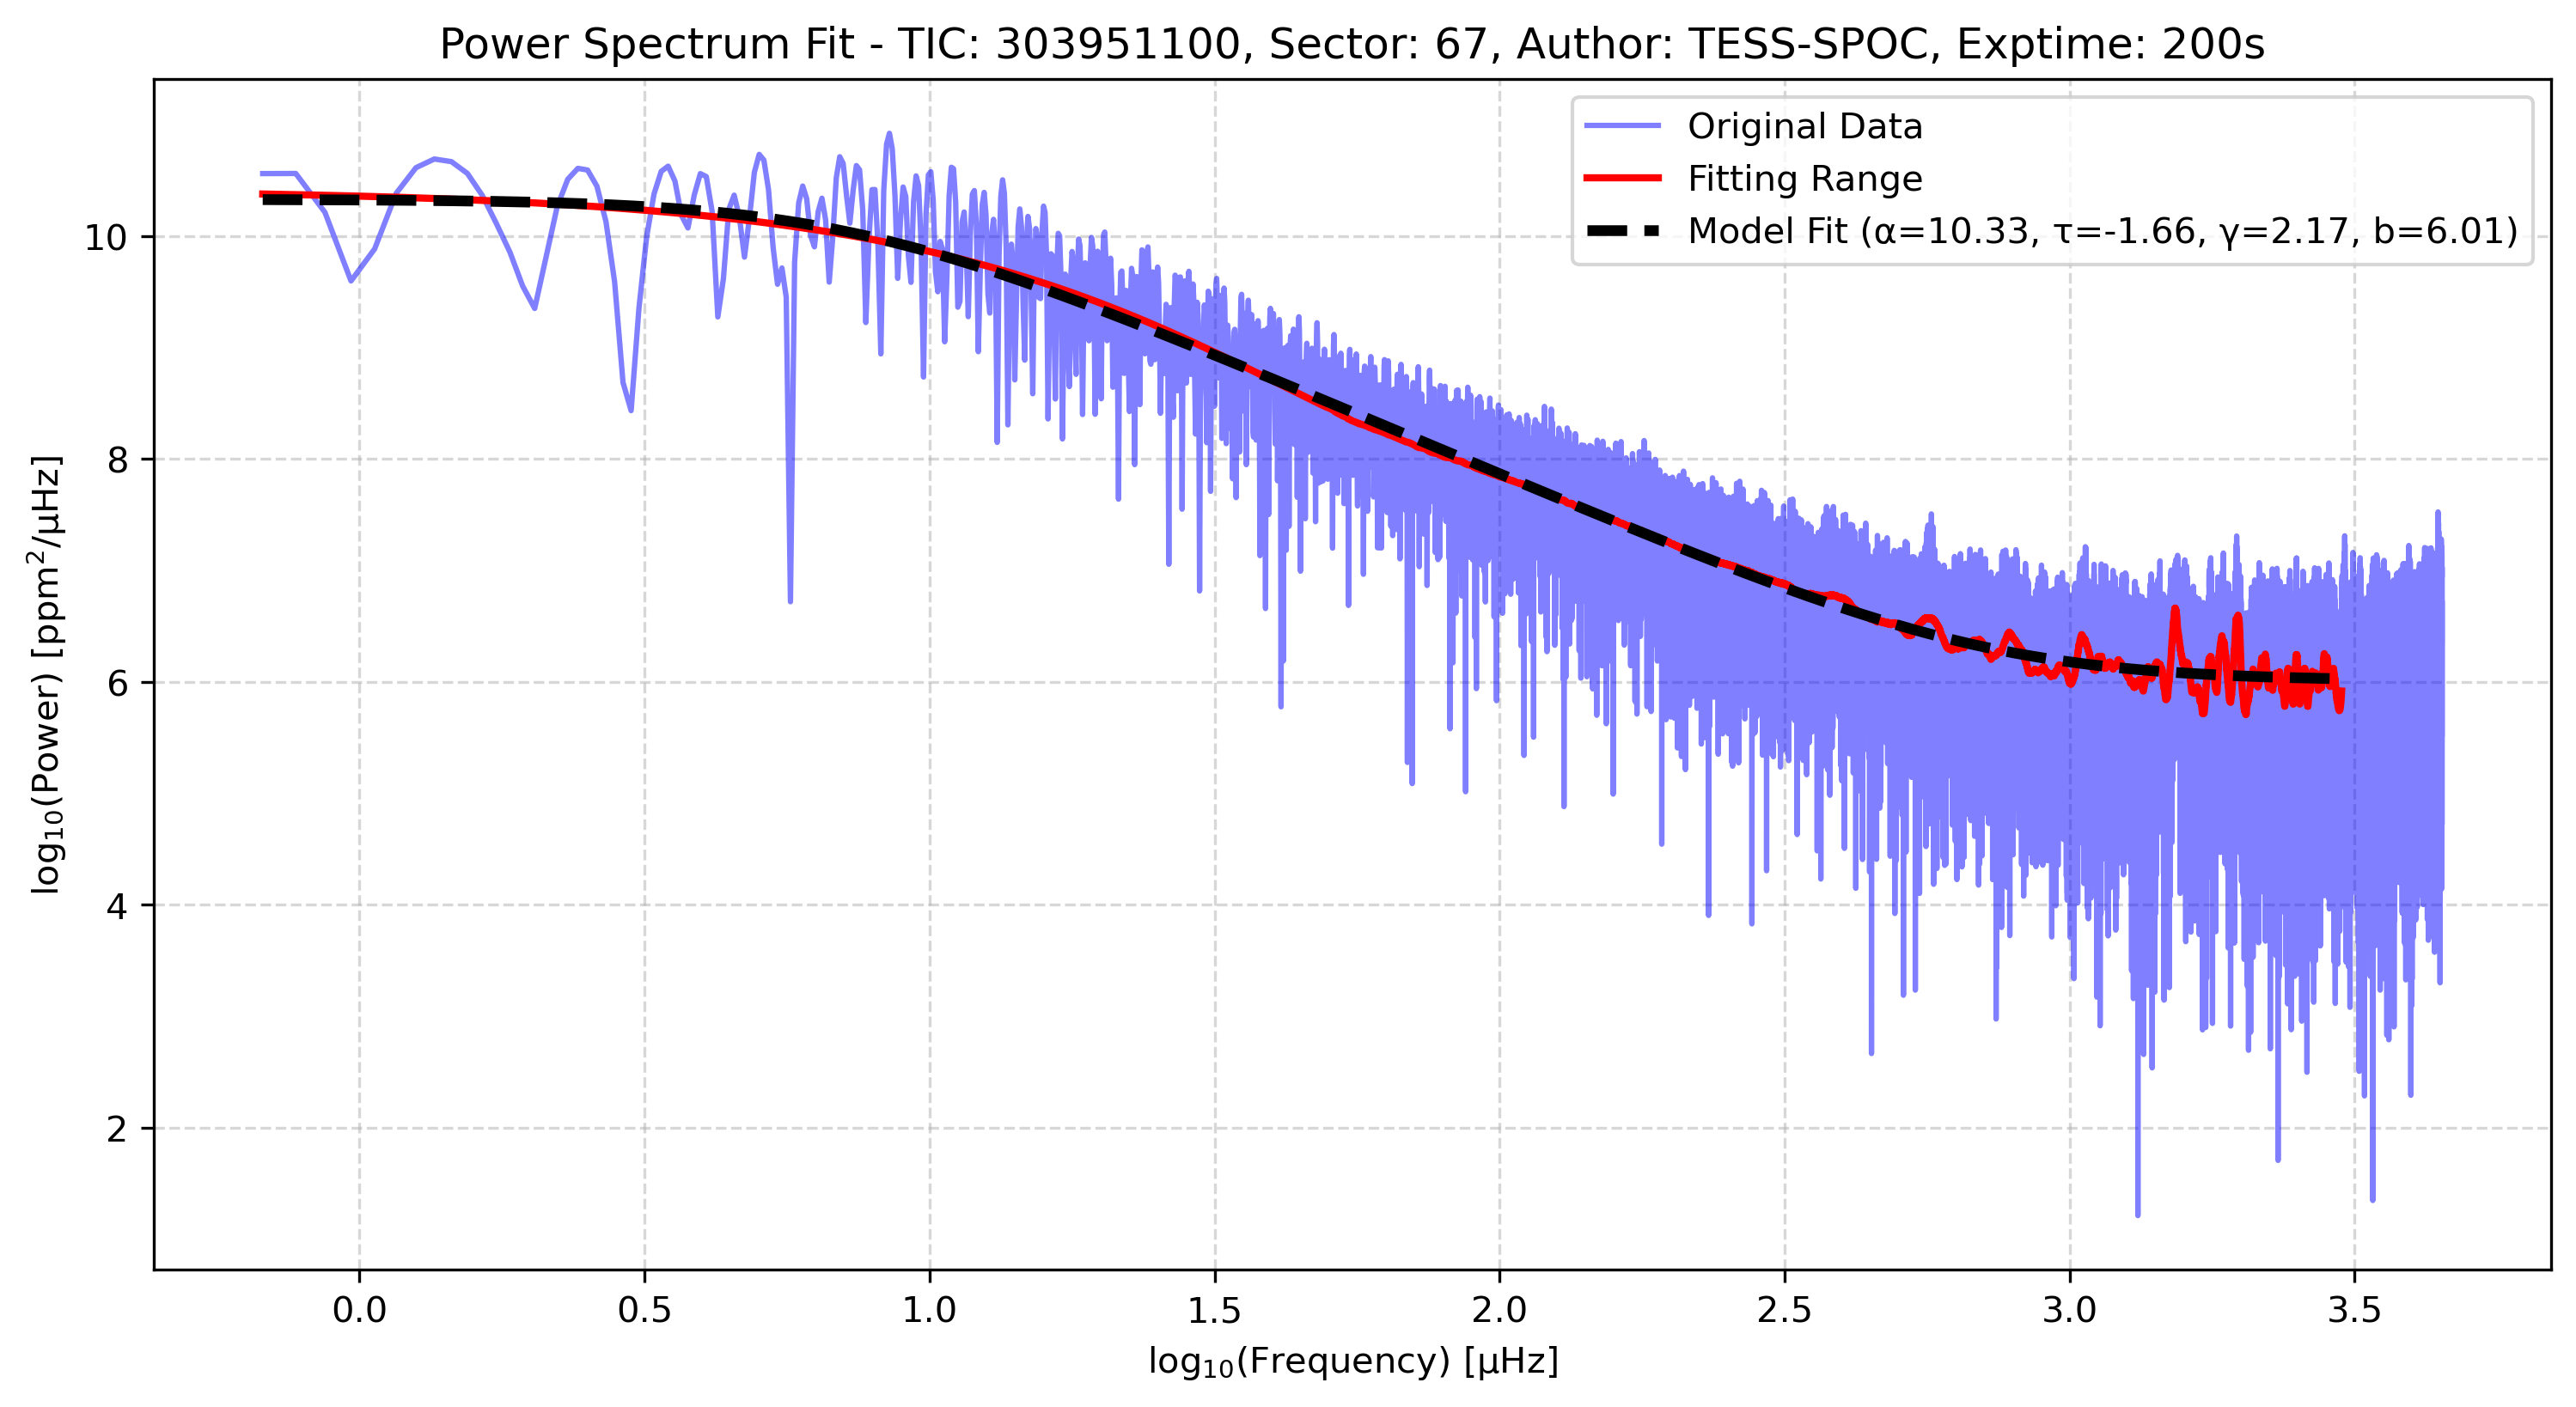 Power Spectrum Fit - TIC: 303951100, Sector: 67, Author: TESS-SPOC, Exptime: 200s
Original Data
Fitting Range
Model Fit (α=10.33, τ=-1.66, γ=2.17, b=6.01)
log₁₀(Power) [ppm²/μHz]
10
8
6
4
2
0.0 0.5 1.0 1.5 2.0 2.5 3.0 3.5
log₁₀(Frequency) [μHz]